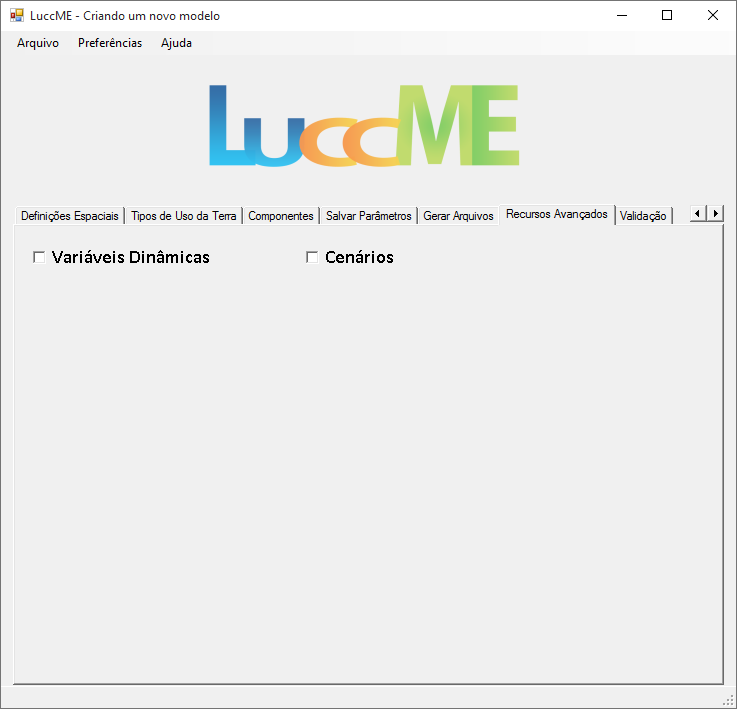 LuccME - Criando um novo modelo
Arquivo Preferências Ajuda
LuccME
Definições Espaciais Tipos de Uso da Terra Componentes Salvar Parâmetros Gerar Arquivos Recursos Avançados Validação
Variáveis Dinâmicas Cenários